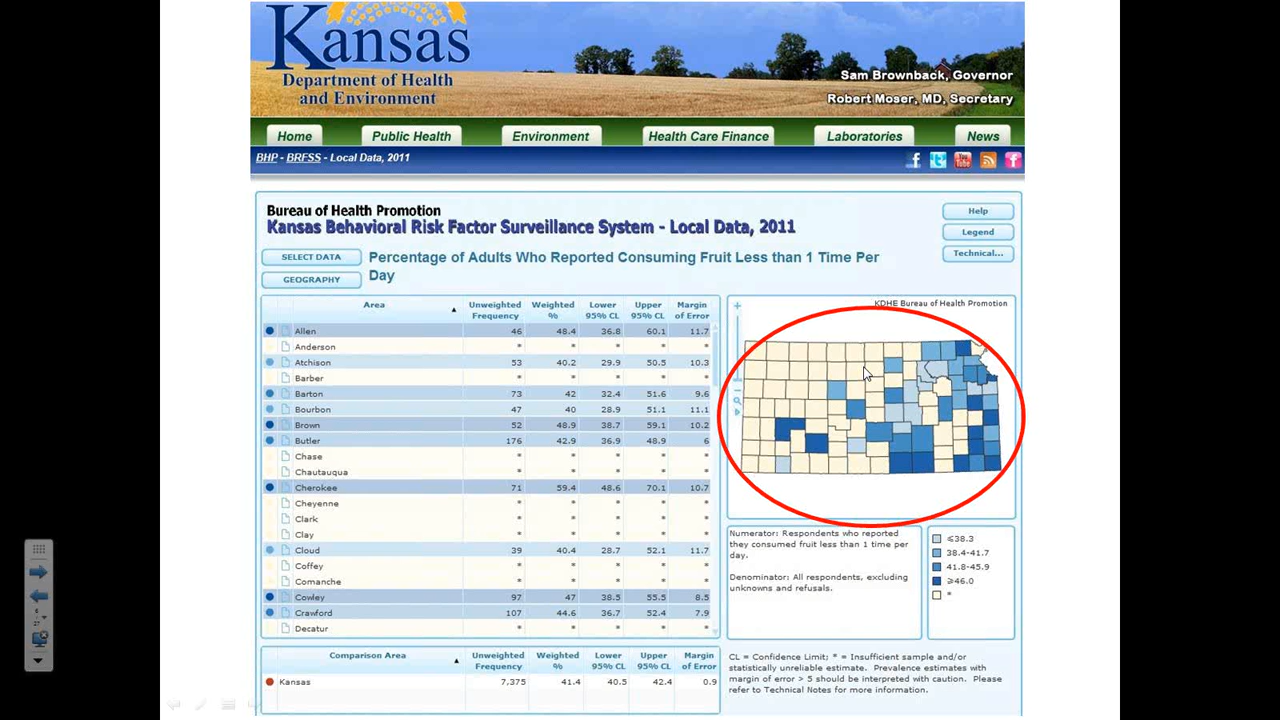 Kansas
Department of Health
and Environment
Sam Brownback, Governor
Robert Moser, MD, Secretary
Home Public Health Environment Health Care Finance Laboratories News
BHP - BRFSS - Local Data, 2011
Bureau of Health Promotion
Kansas Behavioral Risk Factor Surveillance System - Local Data, 2011
Help
Legend
Technical...
SELECT DATA
GEOGRAPHY
Percentage of Adults Who Reported Consuming Fruit Less than 1 Time Per
Day
Area Unweighted Frequency Weighted % Lower 95% CL Upper 95% CL Margin of Error
Allen 46 48.4 36.8 60.1 11.7
Anderson * * * * *
Atchison 53 40.2 29.9 50.5 10.3
Barber * * * * *
Barton 73 42 32.4 51.6 9.6
Bourbon 47 40 28.9 51.1 11.1
Brown 52 48.9 38.7 59.1 10.2
Butler 176 42.9 36.9 48.9 6
Chase * * * * *
Chautauqua * * * * *
Cherokee 71 59.4 48.6 70.1 10.7
Cheyenne * * * * *
Clark * * * * *
Clay * * * * *
Cloud 39 40.4 28.7 52.1 11.7
Coffey * * * * *
Comanche * * * * *
Cowley 97 47 38.5 55.5 8.5
Crawford 107 44.6 36.7 52.4 7.9
Decatur * * * * *
Comparison Area Unweighted Frequency Weighted % Lower 95% CL Upper 95% CL Margin of Error
Kansas 7,375 41.4 40.5 42.4 0.9
KDHE Bureau of Health Promotion
Numerator: Respondents who reported
they consumed fruit less than 1 time per
day.
Denominator: All respondents, excluding
unknowns and refusals.
≤38.3
38.4-41.7
41.8-45.9
≥46.0
*
CL = Confidence Limit; * = Insufficient sample and/or
statistically unreliable estimate. Prevalence estimates with
margin of error > 5 should be interpreted with caution. Please
refer to Technical Notes for more information.